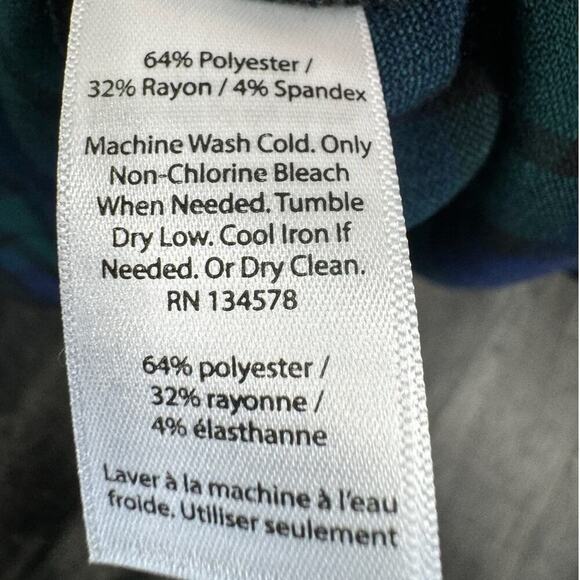 64% Polyester /
32% Rayon / 4% Spandex
Machine Wash Cold. Only
Non-Chlorine Bleach
When Needed. Tumble
Dry Low. Cool Iron If
Needed. Or Dry Clean.
RN 134578
64% polyester /
32% rayonne /
4% élasthanne
Laver à la machine à l'eau
froide. Utiliser seulement